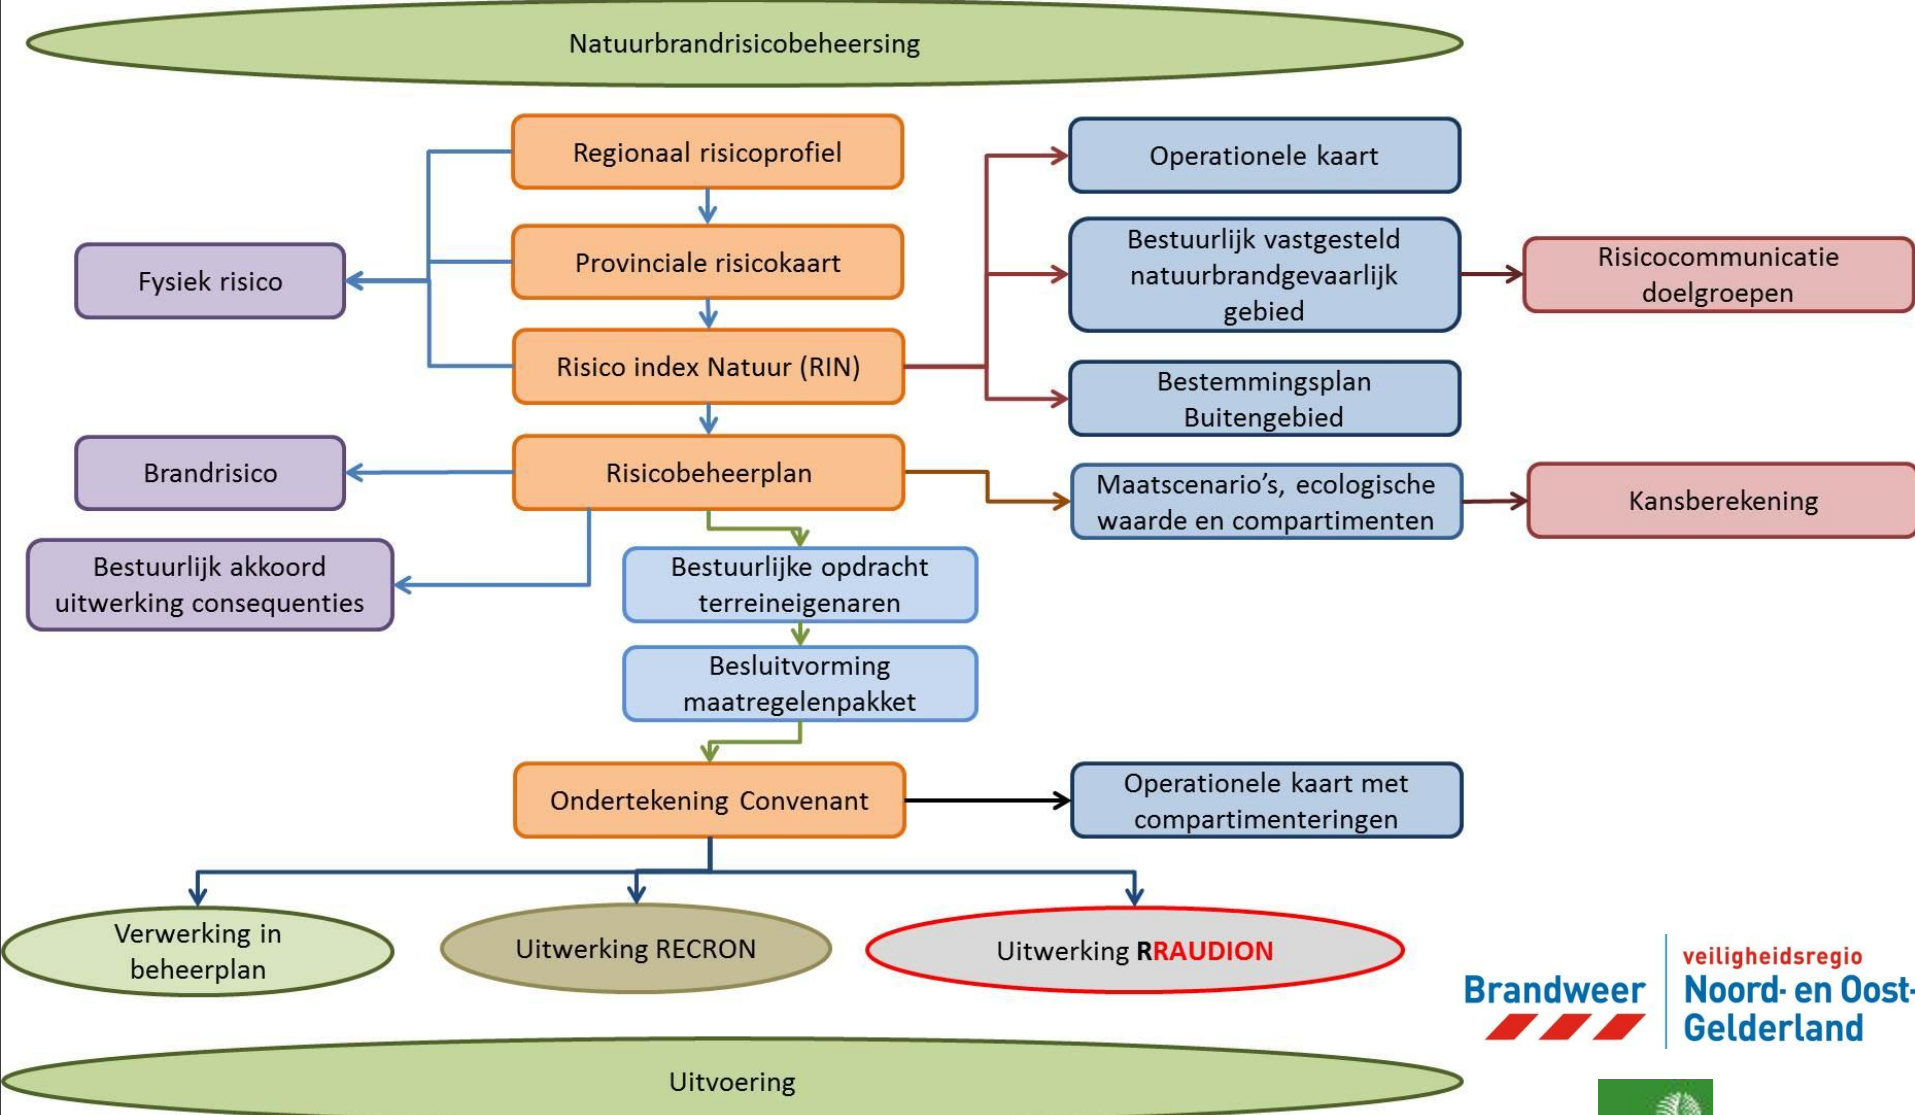 Natuurbrandrisicobeheersing
Regionaal risicoprofiel
Operationele kaart
Provinciale risicokaart
Fysiek risico
Bestuurlijk vastgesteld
natuurbrandgevaarlijk
gebied
Risicocommunicatie
doelgroepen
Risico index Natuur (RIN)
Bestemmingsplan
Buitengebied
Brandrisico
Risicobeheerplan
Maatscenario’s, ecologische
waarde en compartimenten
Kansberekening
Bestuurlijk akkoord
uitwerking consequenties
Bestuurlijke opdracht
terreineigenaren
Besluitvorming
maatregelenpakket
Ondertekening Convenant
Operationele kaart met
compartimenteringen
Verwerking in
beheerplan
Uitwerking RECRON
Uitwerking RRAUDION
Brandweer
veiligheidsregio
Noord- en Oost-
Gelderland
Uitvoering